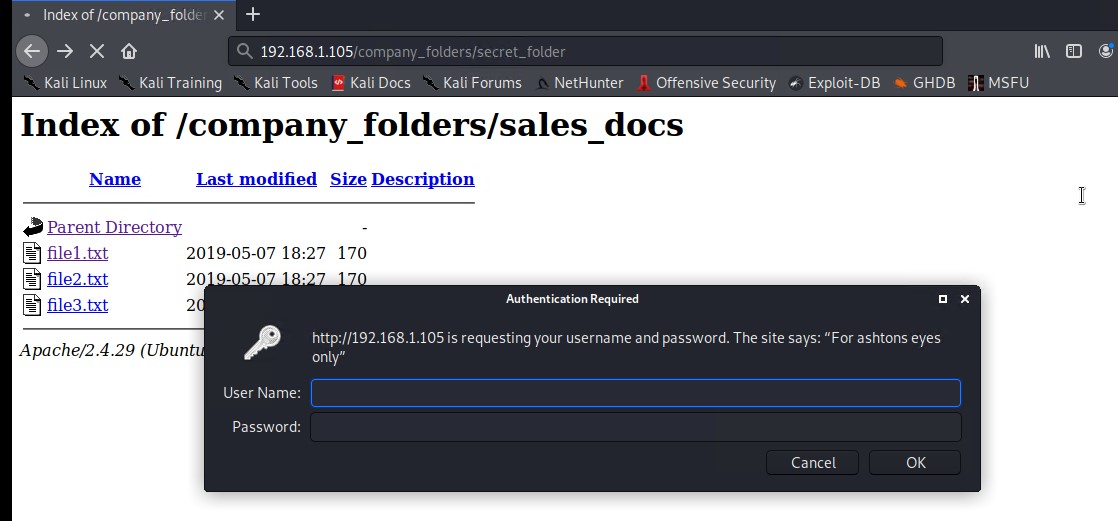 Index of /company_folde
192.168.1.105/company_folders/secret_folder
Kali Linux Kali Training Kali Tools Kali Docs Kali Forums NetHunter Offensive Security Exploit-DB GHDB MSFU
Index of /company_folders/sales_docs
Name Last modified Size Description
Parent Directory -
file1.txt 2019-05-07 18:27 170
file2.txt 2019-05-07 18:27 170
file3.txt 20
Apache/2.4.29 (Ubuntu
Authentication Required
http://192.168.1.105 is requesting your username and password. The site says: “For ashtons eyes
only”
User Name:
Password:
Cancel OK